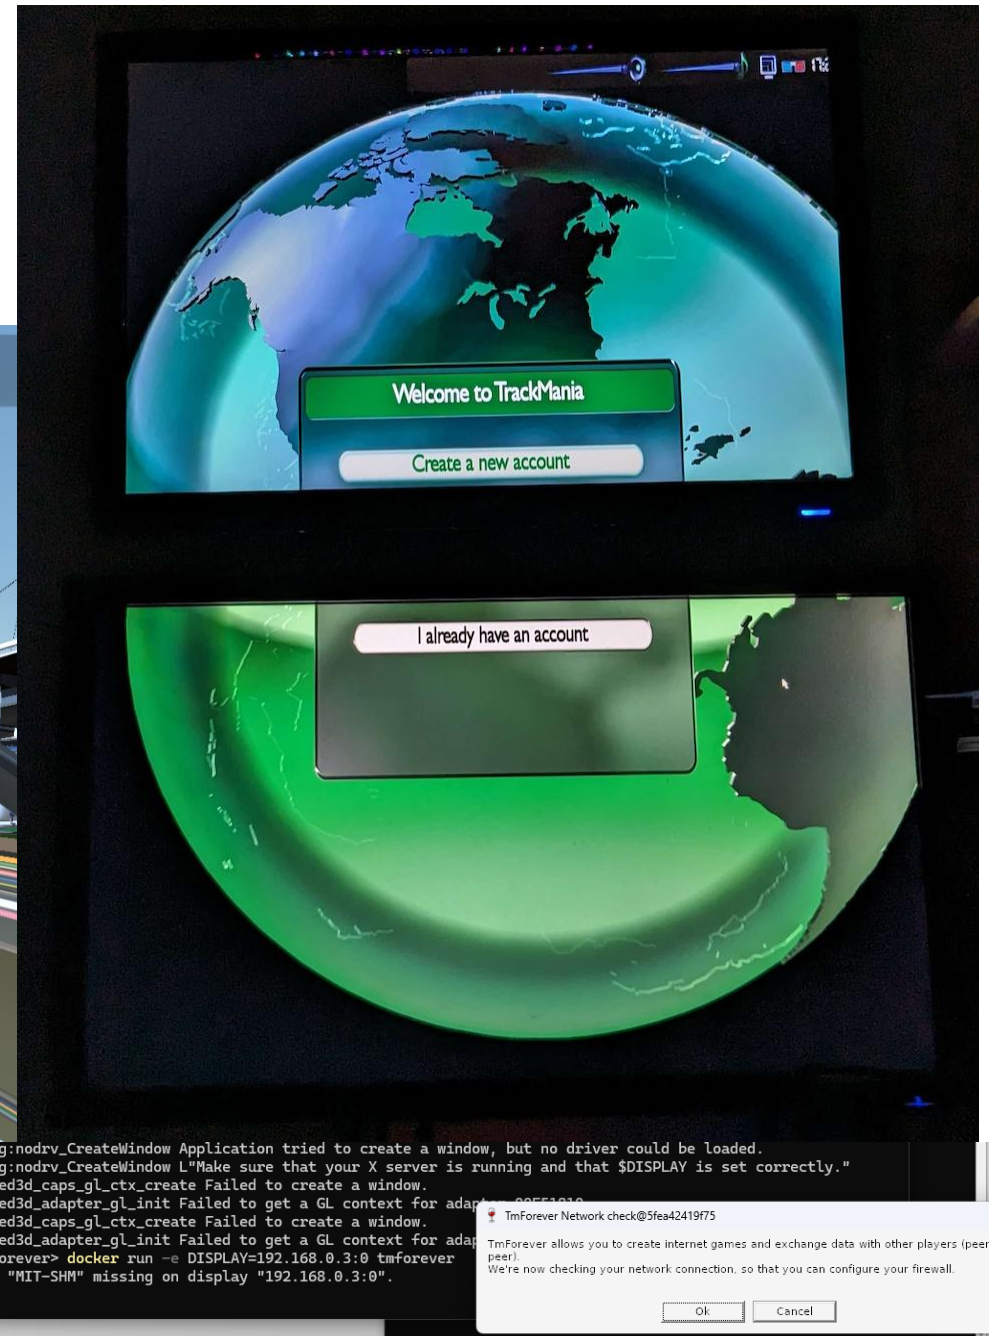 Welcome to TrackMania
Create a new account
I already have an account
g:nodrv_CreateWindow Application tried to create a window, but no driver could be loaded.
g:nodrv_CreateWindow L"Make sure that your X server is running and that $DISPLAY is set correctly."
ed3d_caps_gl_ctx_create Failed to create a window.
ed3d_adapter_gl_init Failed to get a GL context for adap
ed3d_caps_gl_ctx_create Failed to create a window.
ed3d_adapter_gl_init Failed to get a GL context for adap
orever> docker run -e DISPLAY=192.168.0.3:0 tmforever
"MIT-SHM" missing on display "192.168.0.3:0".
TmForever Network check@5fea42419f75
TmForever allows you to create internet games and exchange data with other players (peer
peer).
We're now checking your network connection, so that you can configure your firewall.
Ok Cancel